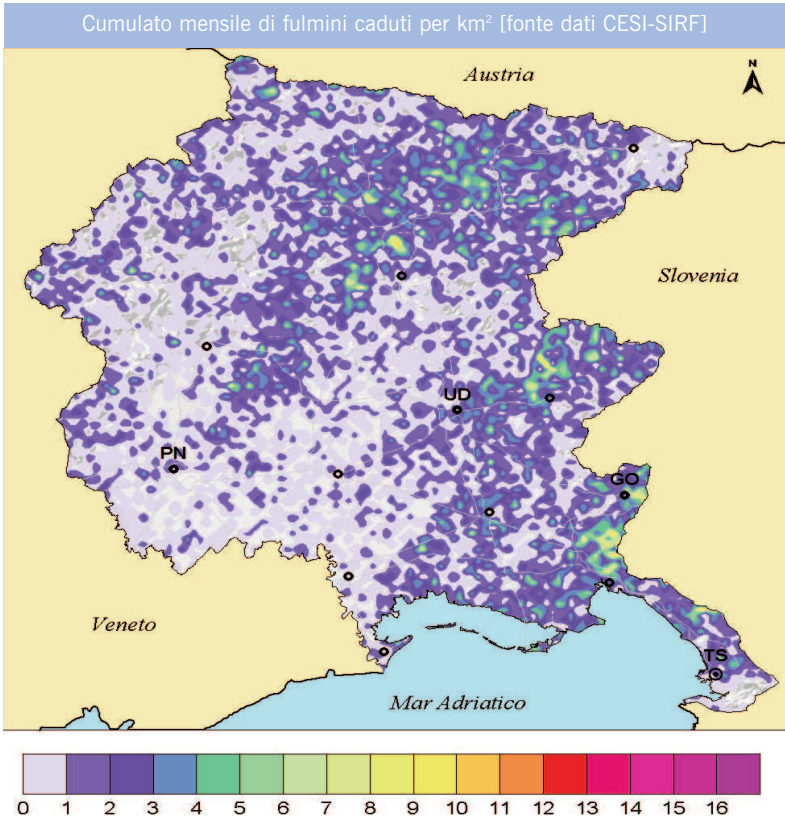 Cumulato mensile di fulmini caduti per km² [fonte dati CESI-SIRF]
Austria
N
Slovenia
UD
PN
GO
Veneto
TS
Mar Adriatico
0 1 2 3 4 5 6 7 8 9 10 11 12 13 14 15 16